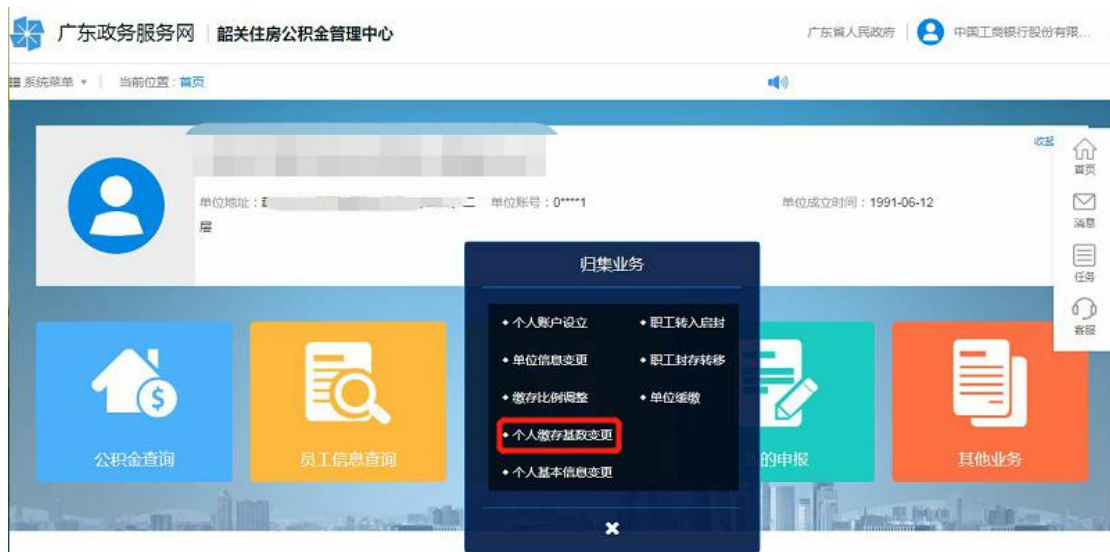 广东政务服务网 韶关住房公积金管理中心
广东省人民政府 中国工商银行股份有限...
系统菜单 当前位置：首页
收起
首页
单位地址： 二 单位账号：0****1 单位成立时间：1991-06-12
层
消息
归集业务
任务
• 个人账户设立 • 职工转入启封
客服
• 单位信息变更 • 职工封存转移
• 缴存比例调整 • 单位缓缴
• 个人缴存基数变更
公积金查询 员工信息查询 的申报 其他业务
• 个人基本信息变更